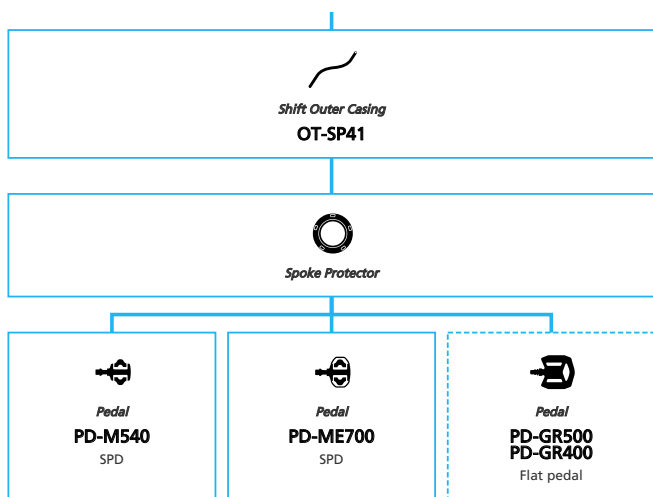 Shift Outer Casing
OT-SP41
Spoke Protector
Pedal
PD-M540
SPD
Pedal
PD-ME700
SPD
Pedal
PD-GR500
PD-GR400
Flat pedal